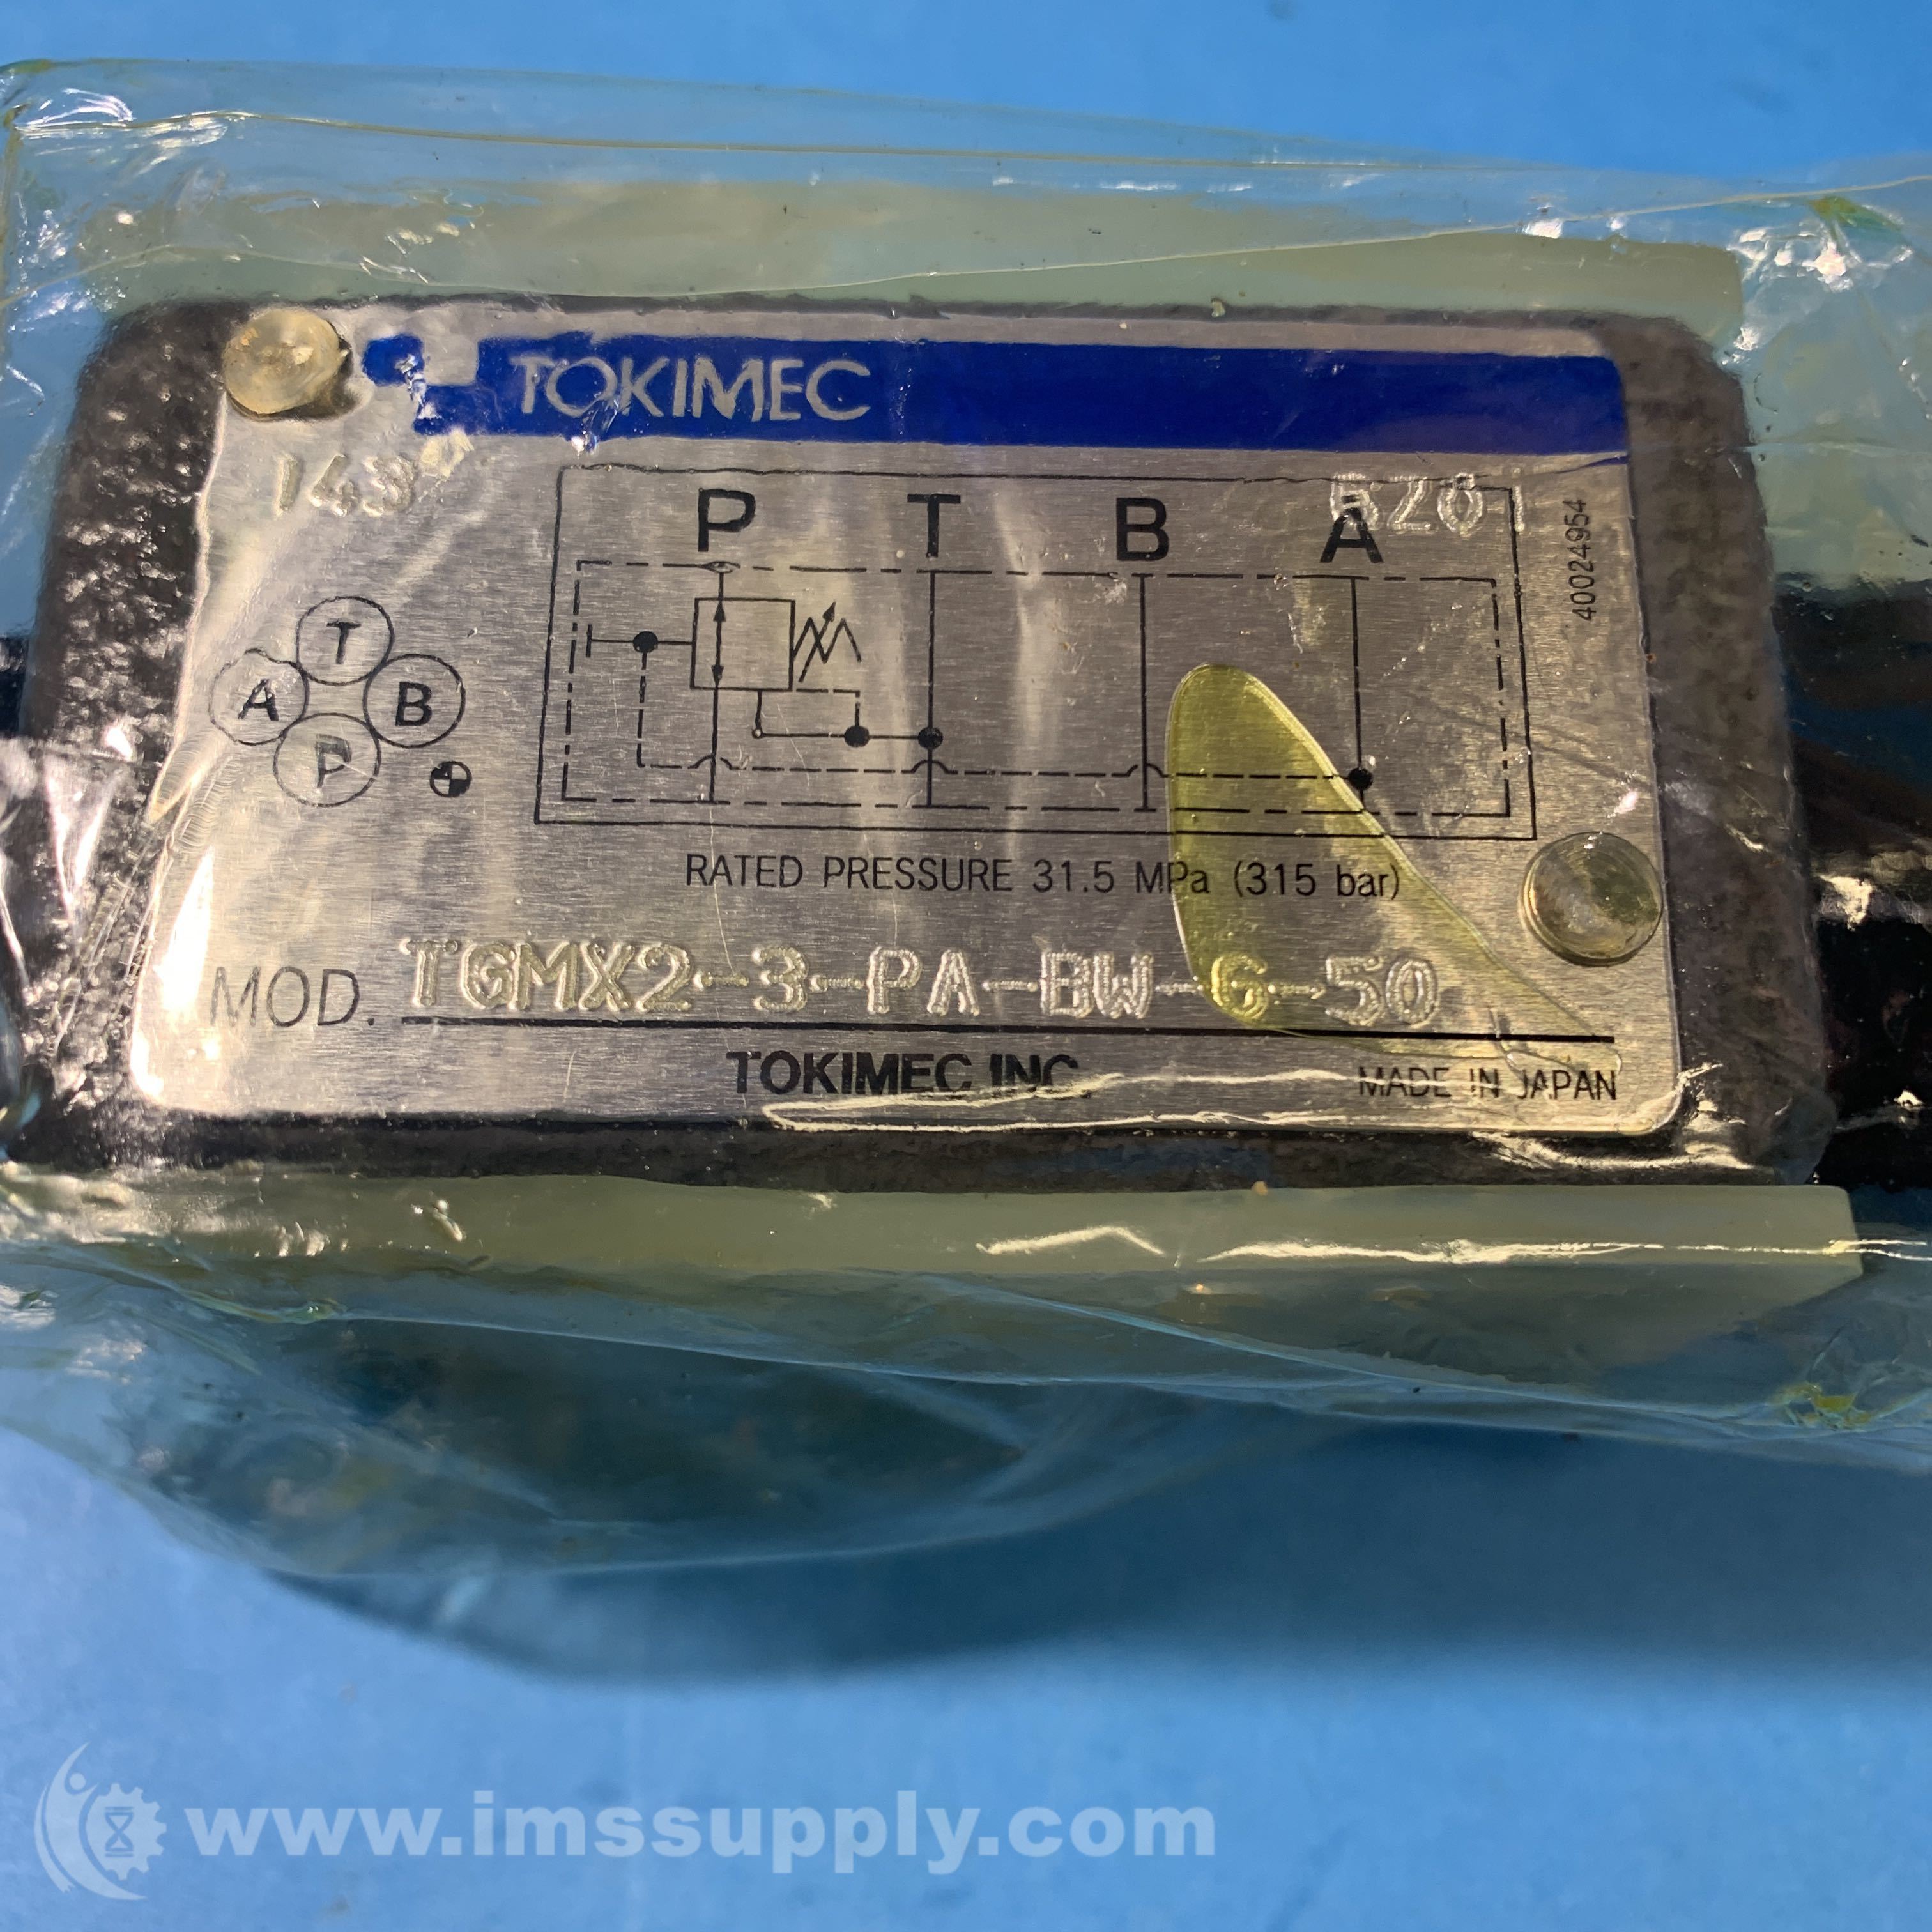 TOKIMEC
P T B A
40024954
T
A B
P
RATED PRESSURE 31.5 MPa (315 bar)
MOD. TGMX2-3-PA-BW-G-50
TOKIMEC INC.
MADE IN JAPAN
www.imssupply.com